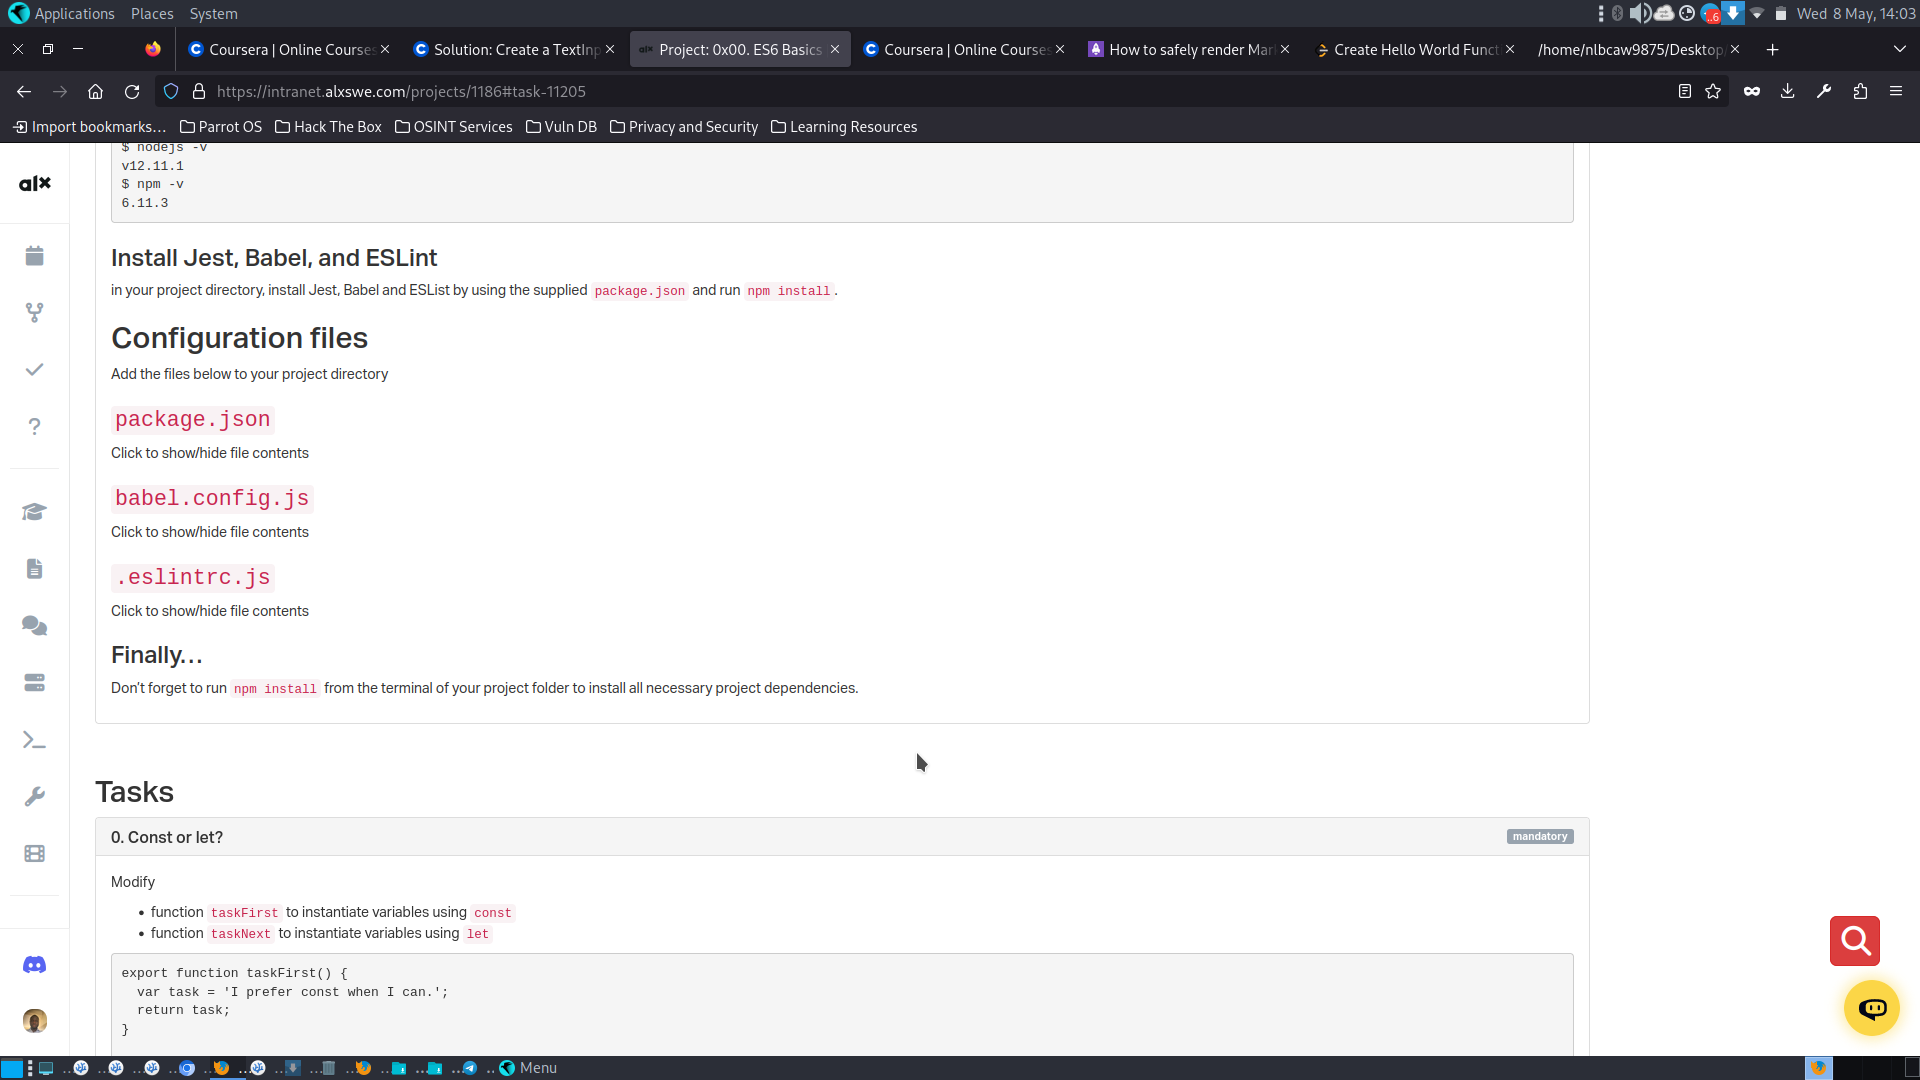 Applications Places System ..6 Wed 8 May, 14:03
Coursera | Online Courses Solution: Create a TextInp Project: 0x00. ES6 Basics Coursera | Online Courses How to safely render Mar Create Hello World Funct /home/nlbcaw9875/Desktop
https://intranet.alxswe.com/projects/1186#task-11205
Import bookmarks... Parrot OS Hack The Box OSINT Services Vuln DB Privacy and Security Learning Resources
alx
$ nodejs -v
v12.11.1
$ npm -v
6.11.3
Install Jest, Babel, and ESLint
in your project directory, install Jest, Babel and ESList by using the supplied package.json and run npm install.
Configuration files
Add the files below to your project directory
package.json
Click to show/hide file contents
babel.config.js
Click to show/hide file contents
.eslintrc.js
Click to show/hide file contents
Finally…
Don’t forget to run npm install from the terminal of your project folder to install all necessary project dependencies.
Tasks
0. Const or let? mandatory
Modify
• function taskFirst to instantiate variables using const
• function taskNext to instantiate variables using let
export function taskFirst() {
var task = 'I prefer const when I can.';
return task;
}
Menu